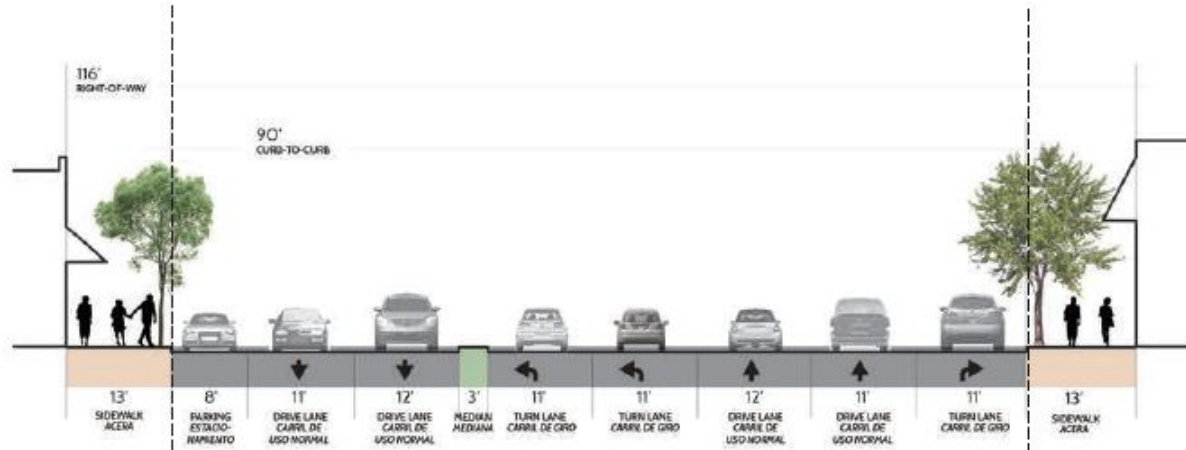 116'
RIGHT-OF-WAY
90'
CURB-TO-CURB
13'
SIDEWALK
ACERA
8'
PARKING
ESTACIO-
NAMIENTO
11'
DRIVE LANE
CARRIL DE
USO NORMAL
12'
DRIVE LANE
CARRIL DE
USO NORMAL
3'
MEDIAN
MEDIANA
11'
TURN LANE
CARRIL DE GIRO
11'
TURN LANE
CARRIL DE GIRO
12'
DRIVE LANE
CARRIL DE
USO NORMAL
11'
DRIVE LANE
CARRIL DE
USO NORMAL
11'
TURN LANE
CARRIL DE GIRO
13'
SIDEWALK
ACERA